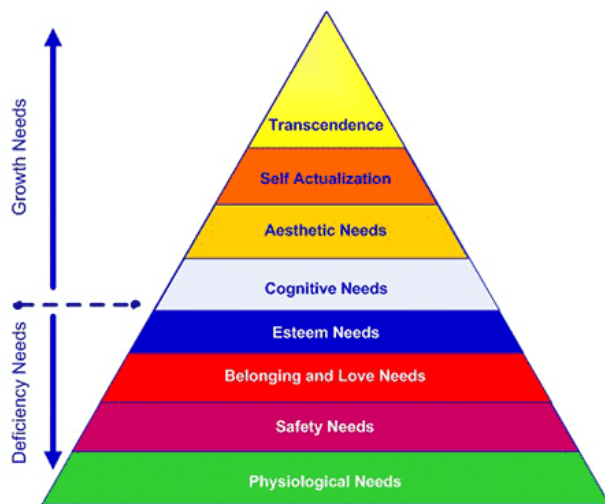 Growth Needs
Deficiency Needs
Transcendence
Self Actualization
Aesthetic Needs
Cognitive Needs
Esteem Needs
Belonging and Love Needs
Safety Needs
Physiological Needs